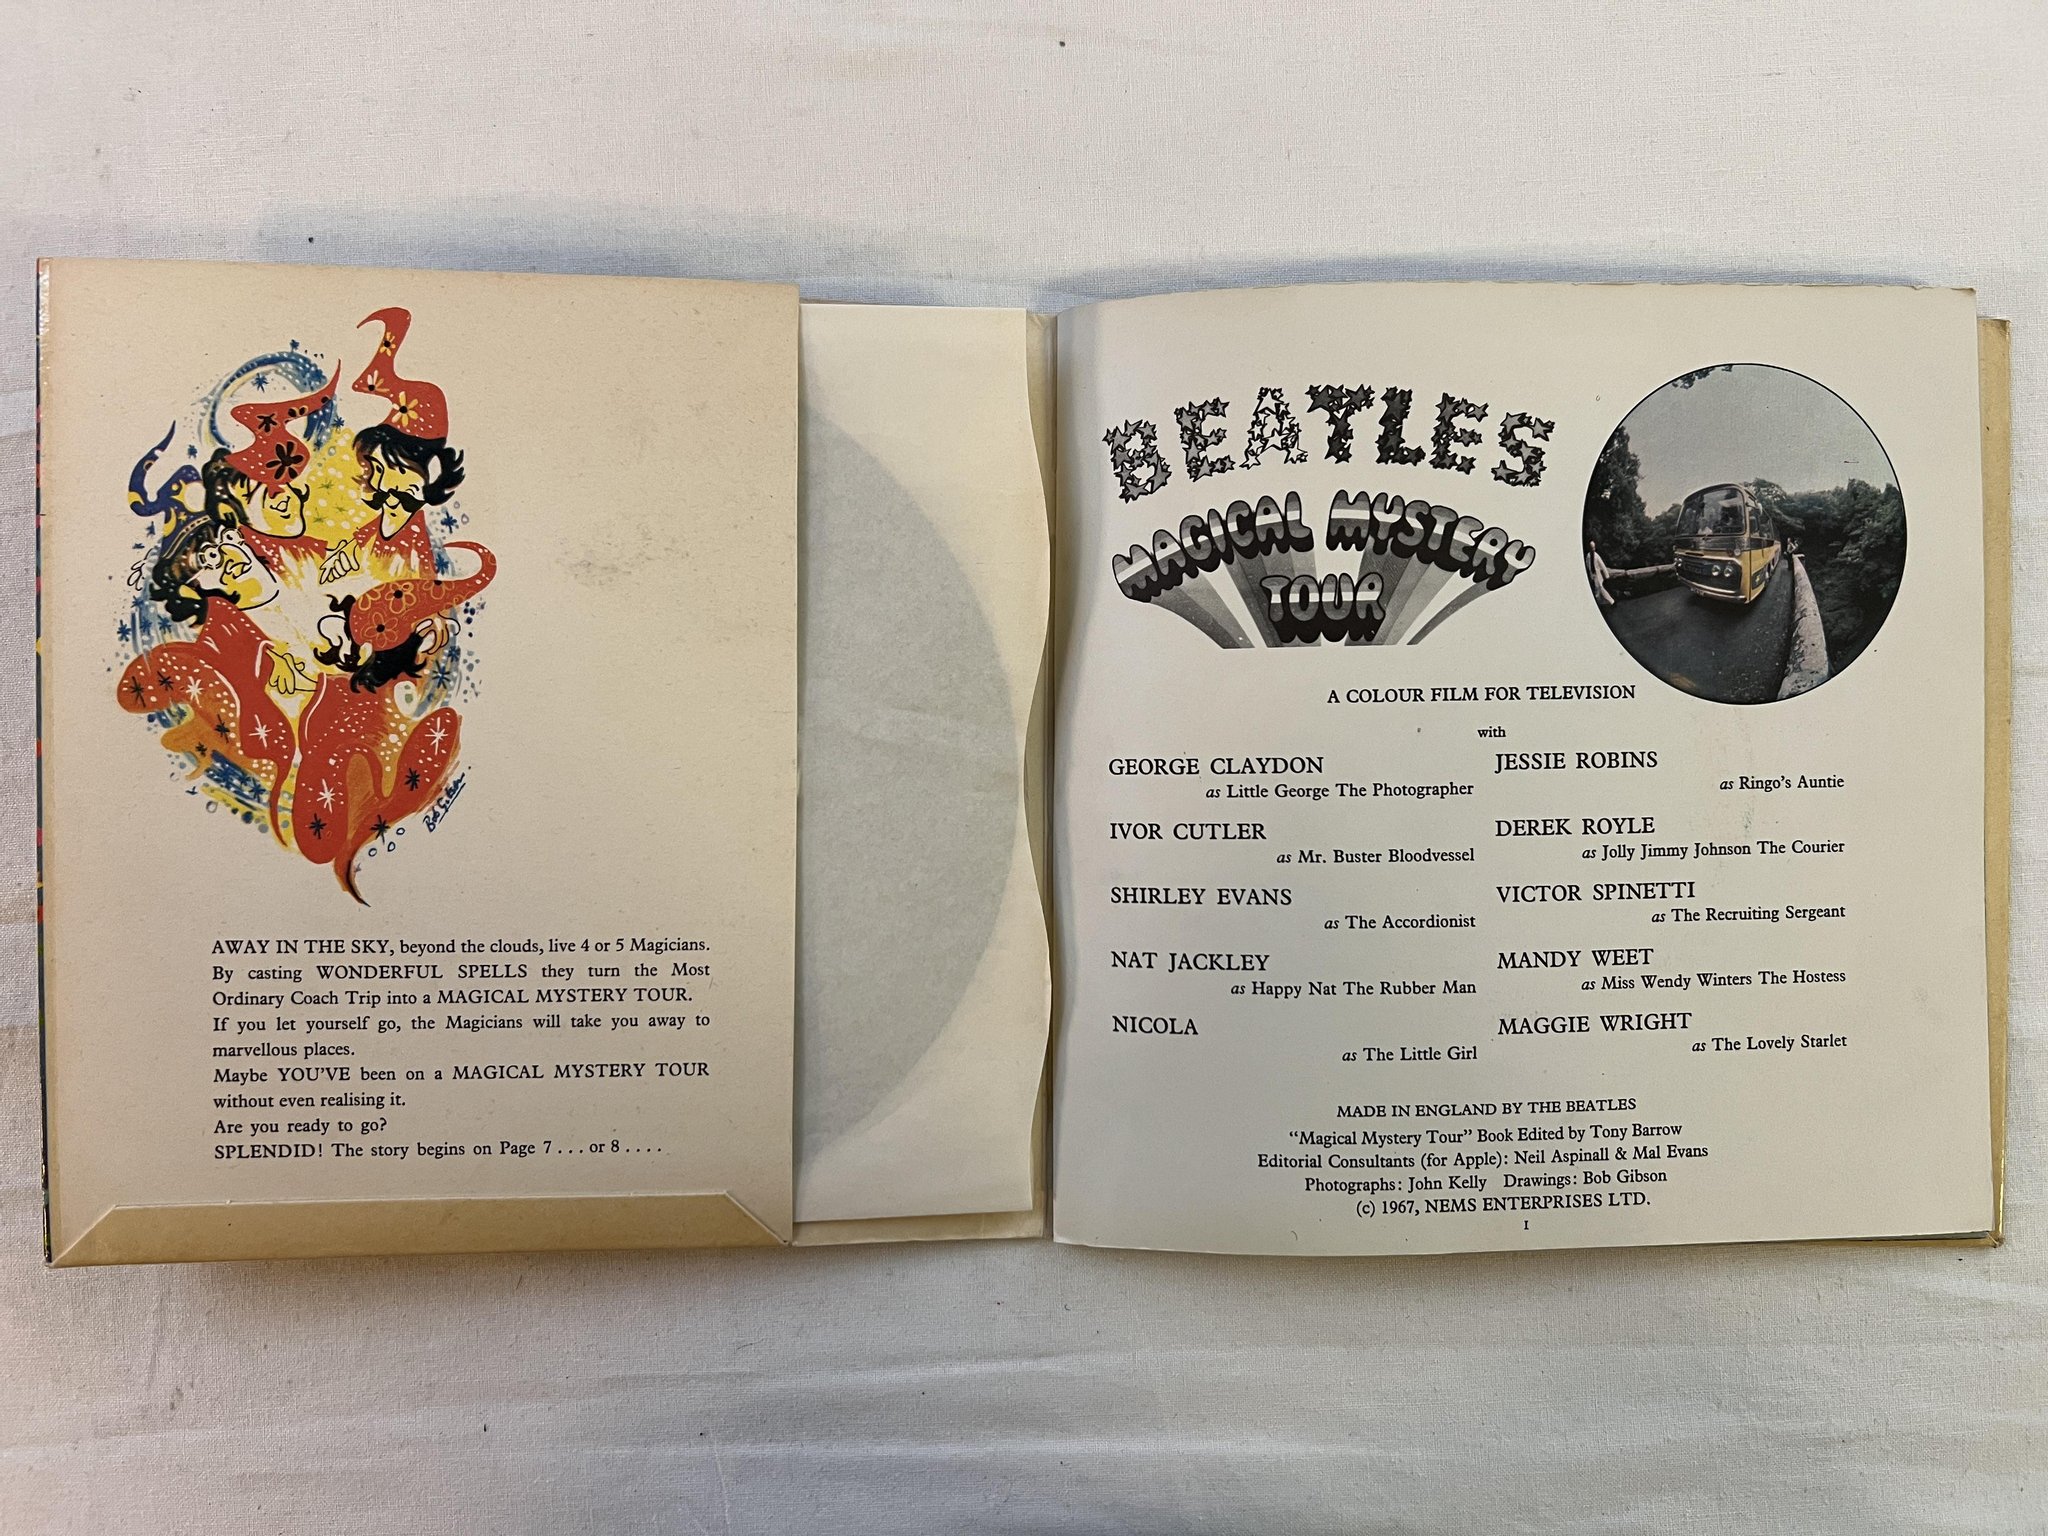 Bob Gibson.
AWAY IN THE SKY, beyond the clouds, live 4 or 5 Magicians.
By casting WONDERFUL SPELLS they turn the Most
Ordinary Coach Trip into a MAGICAL MYSTERY TOUR.
If you let yourself go, the Magicians will take you away to
marvellous places.
Maybe YOU'VE been on a MAGICAL MYSTERY TOUR
without even realising it.
Are you ready to go?
SPLENDID! The story begins on Page 7 . . . or 8 . . . .
BEATLES
MAGICAL MYSTERY
TOUR
A COLOUR FILM FOR TELEVISION
with
GEORGE CLAYDON
as Little George The Photographer
IVOR CUTLER
as Mr. Buster Bloodvessel
SHIRLEY EVANS
as The Accordionist
NAT JACKLEY
as Happy Nat The Rubber Man
NICOLA
as The Little Girl
JESSIE ROBINS
as Ringo's Auntie
DEREK ROYLE
as Jolly Jimmy Johnson The Courier
VICTOR SPINETTI
as The Recruiting Sergeant
MANDY WEET
as Miss Wendy Winters The Hostess
MAGGIE WRIGHT
as The Lovely Starlet
MADE IN ENGLAND BY THE BEATLES
"Magical Mystery Tour" Book Edited by Tony Barrow
Editorial Consultants (for Apple): Neil Aspinall & Mal Evans
Photographs: John Kelly Drawings: Bob Gibson
(c) 1967, NEMS ENTERPRISES LTD.
1